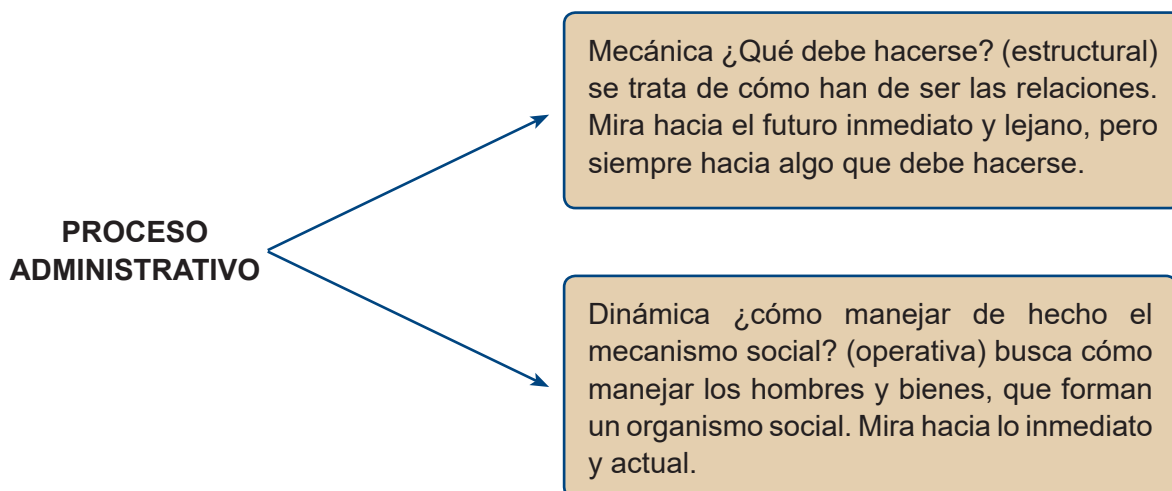 PROCESO
ADMINISTRATIVO
Mecánica ¿Qué debe hacerse? (estructural)
se trata de cómo han de ser las relaciones.
Mira hacia el futuro inmediato y lejano, pero
siempre hacia algo que debe hacerse.
Dinámica ¿cómo manejar de hecho el
mecanismo social? (operativa) busca cómo
manejar los hombres y bienes, que forman
un organismo social. Mira hacia lo inmediato
y actual.